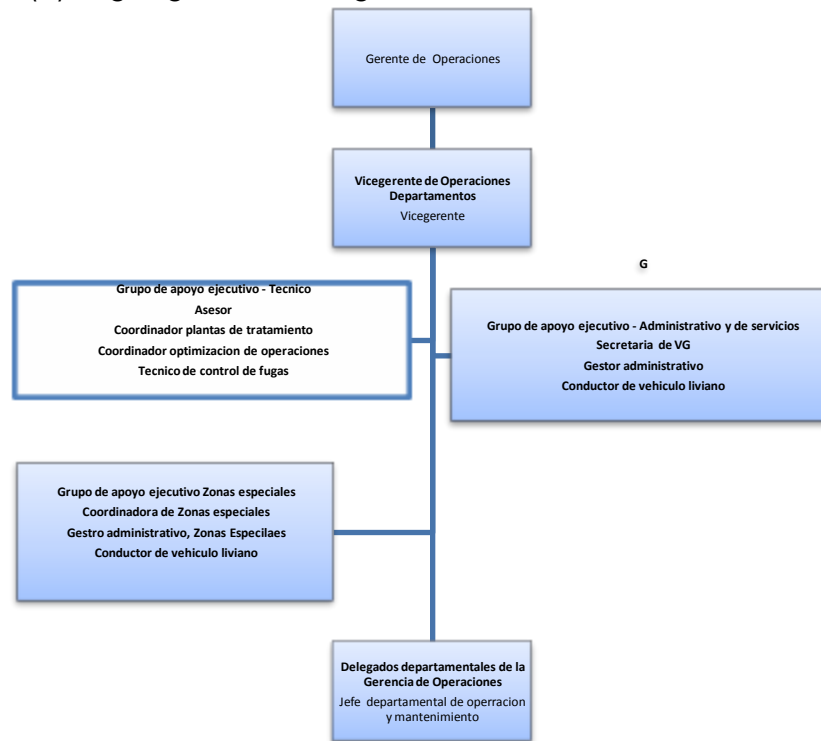 Gerente de Operaciones
Vicegerente de Operaciones
Departamentos
Vicegerente
G
Grupo de apoyo ejecutivo - Tecnico
Asesor
Coordinador plantas de tratamiento
Coordinador optimizacion de operaciones
Tecnico de control de fugas
Grupo de apoyo ejecutivo - Administrativo y de servicios
Secretaria de VG
Gestor administrativo
Conductor de vehiculo liviano
Grupo de apoyo ejecutivo Zonas especiales
Coordinadora de Zonas especiales
Gestro administrativo, Zonas Especilaes
Conductor de vehiculo liviano
Delegados departamentales de la
Gerencia de Operaciones
Jefe departamental de operracion
y mantenimiento